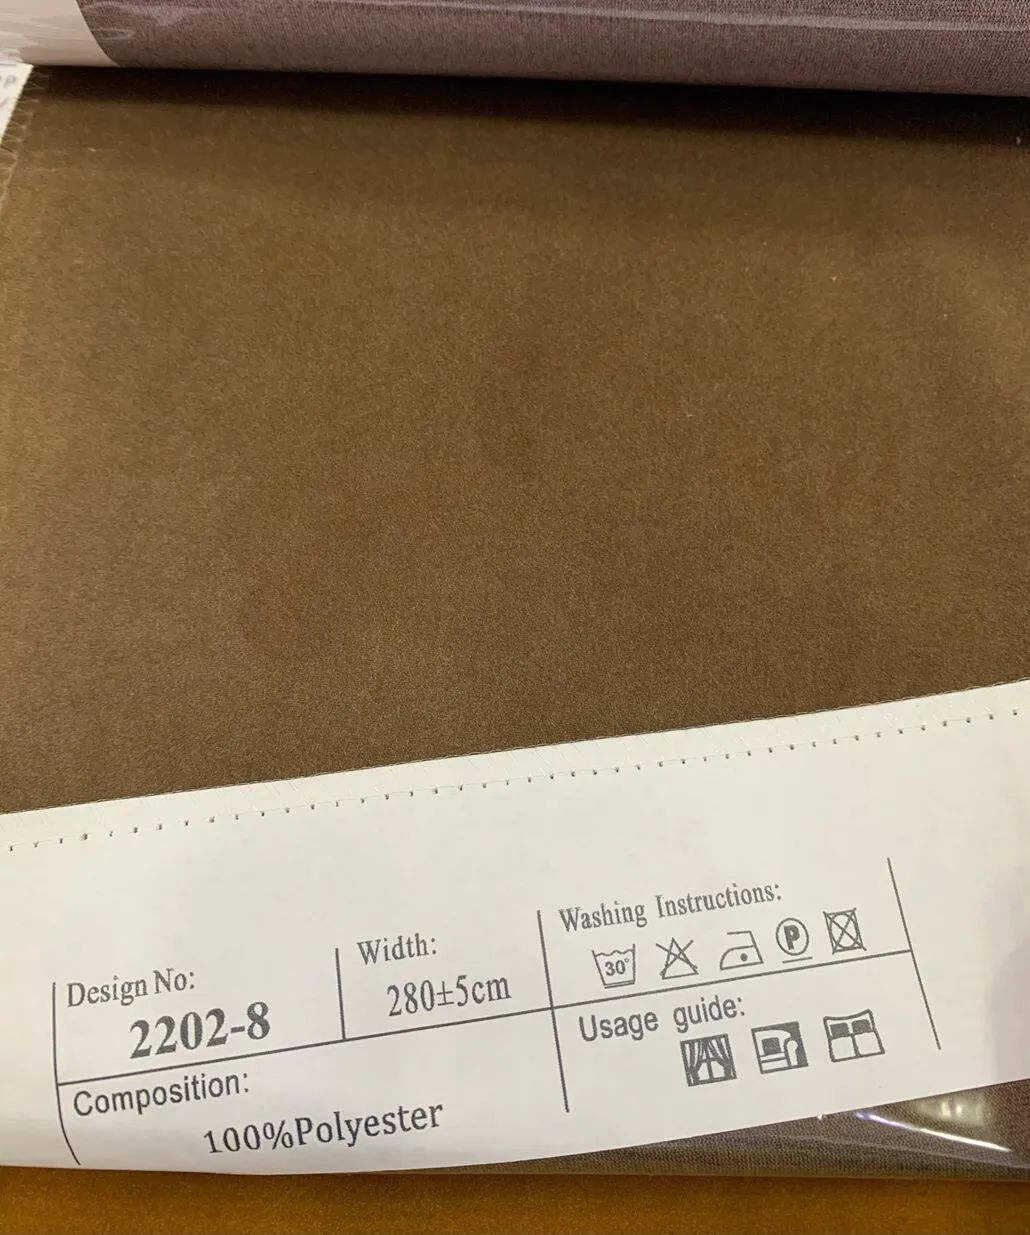 Design No:
2202-8
Width:
280±5cm
Washing Instructions:
30°
P
Composition:
100%Polyester
Usage guide: